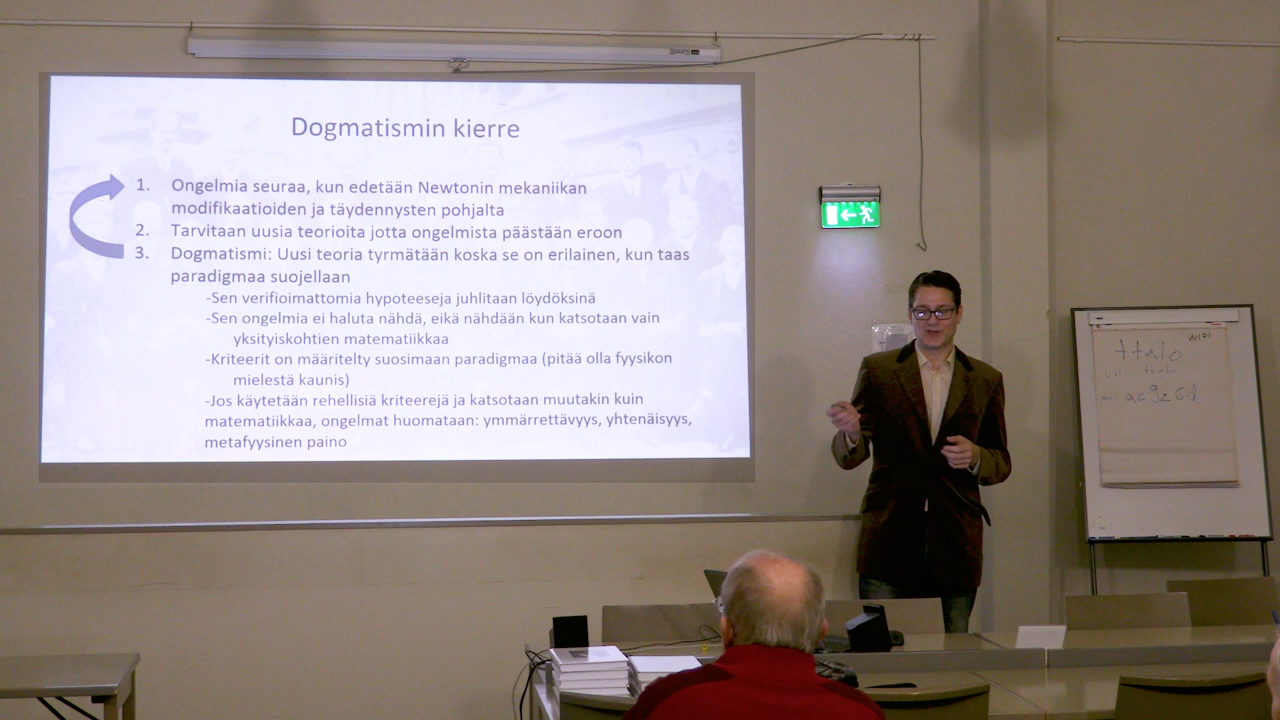 Dogmatismin kierre
1. Ongelmia seuraa, kun edetään Newtonin mekaniikan
modifikaatioiden ja täydennysten pohjalta
2. Tarvitaan uusia teorioita jotta ongelmista päästään eroon
3. Dogmatismi: Uusi teoria tyrmätään koska se on erilainen, kun taas
paradigmaa suojellaan
-Sen verifioimattomia hypoteeseja juhlitaan löydöksinä
-Sen ongelmia ei haluta nähdä, eikä nähdään kun katsotaan vain
yksityiskohtien matematiikkaa
-Kriteerit on määritelty suosimaan paradigmaa (pitää olla fyysikon
mielestä kaunis)
-Jos käytetään rehellisiä kriteerejä ja katsotaan muutakin kuin
matematiikkaa, ongelmat huomataan: ymmärrettävyys, yhtenäisyys,
metafyysinen paino
WIFI